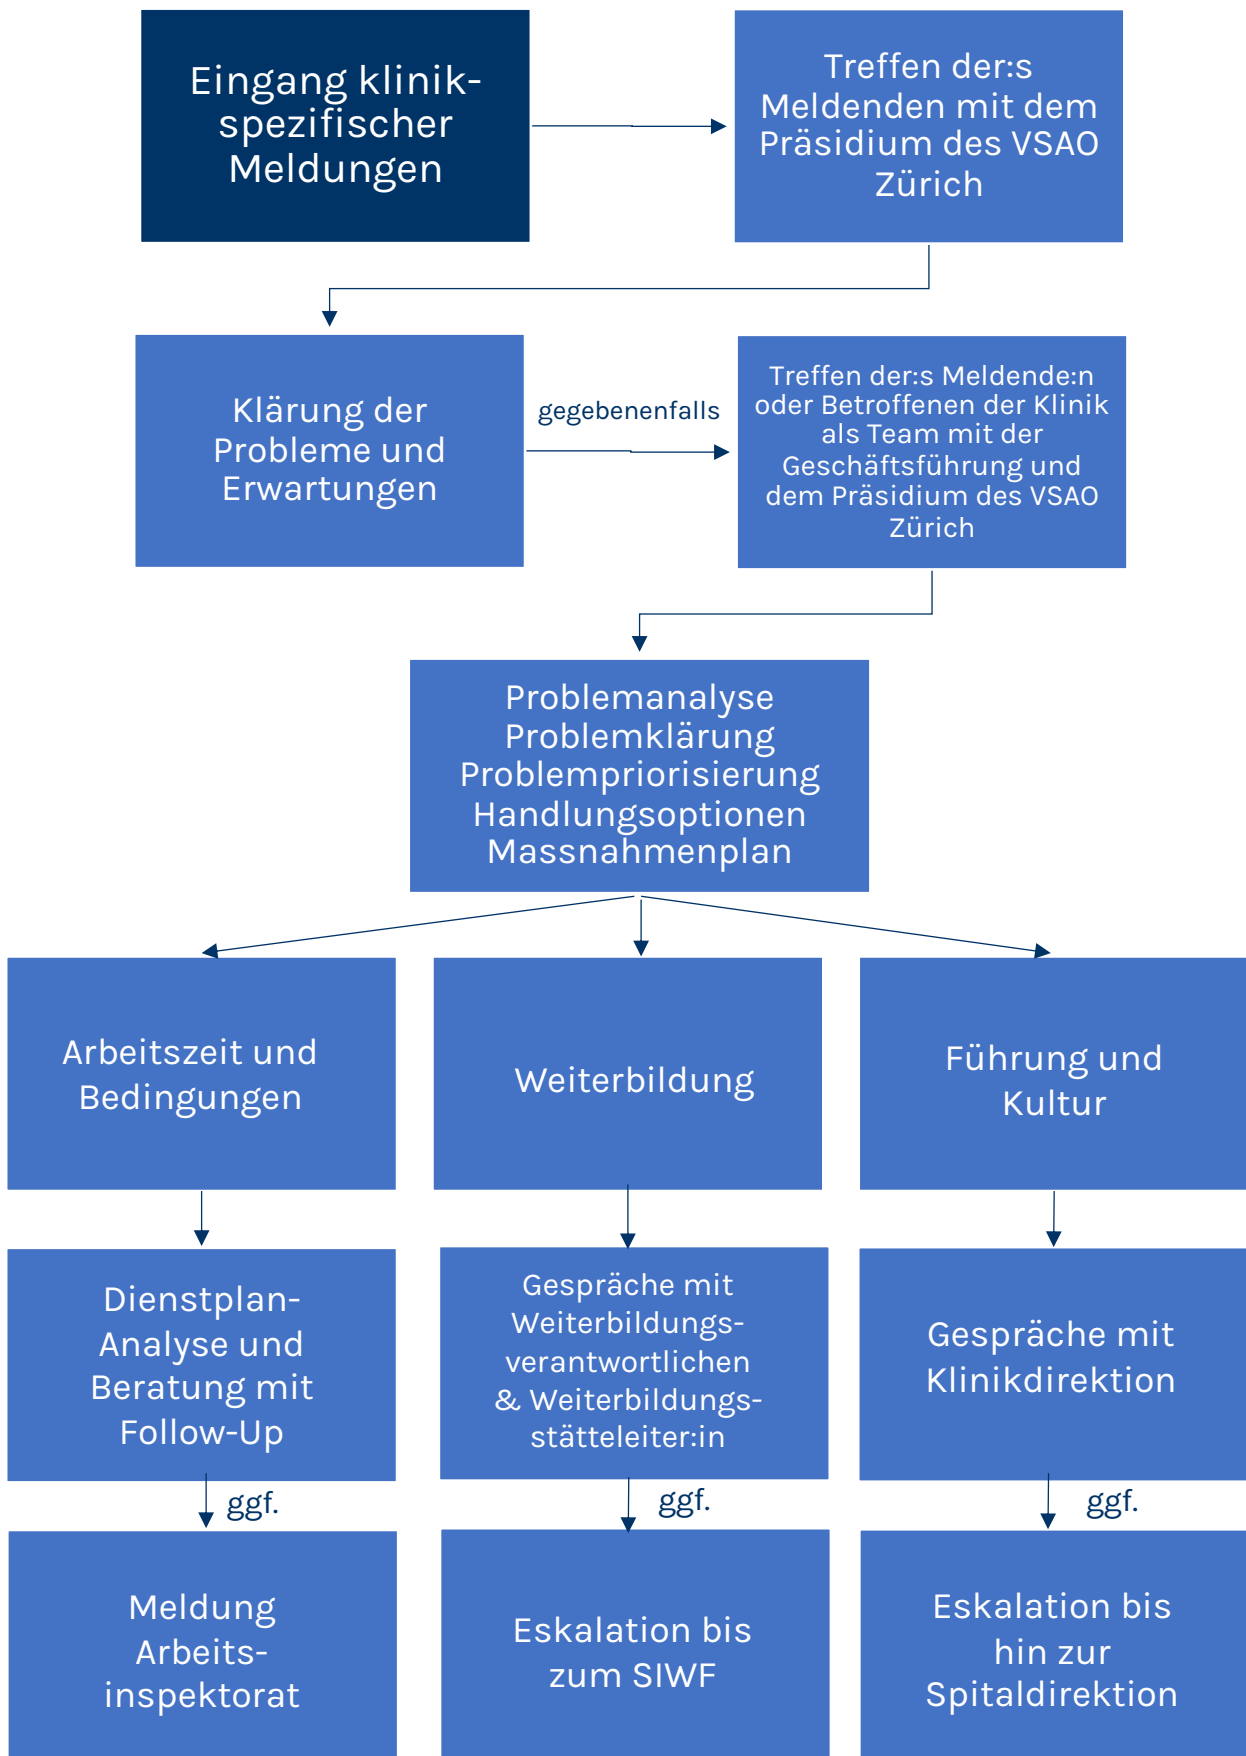 Eingang klinik-
spezifischer
Meldungen
Treffen der:s
Meldenden mit dem
Präsidium des VSAO
Zürich
Klärung der
Probleme und
Erwartungen
gegebenenfalls
Treffen der:s Meldende:n
oder Betroffenen der Klinik
als Team mit der
Geschäftsführung und
dem Präsidium des VSAO
Zürich
Problemanalyse
Problemklärung
Problempriorisierung
Handlungsoptionen
Massnahmenplan
Arbeitszeit und
Bedingungen
Weiterbildung
Führung und
Kultur
Dienstplan-
Analyse und
Beratung mit
Follow-Up
Gespräche mit
Weiterbildungs-
verantwortlichen
& Weiterbildungs-
stätteleiter:in
Gespräche mit
Klinikdirektion
ggf.
ggf.
ggf.
Meldung
Arbeits-
inspektorat
Eskalation bis
zum SIWF
Eskalation bis
hin zur
Spitaldirektion